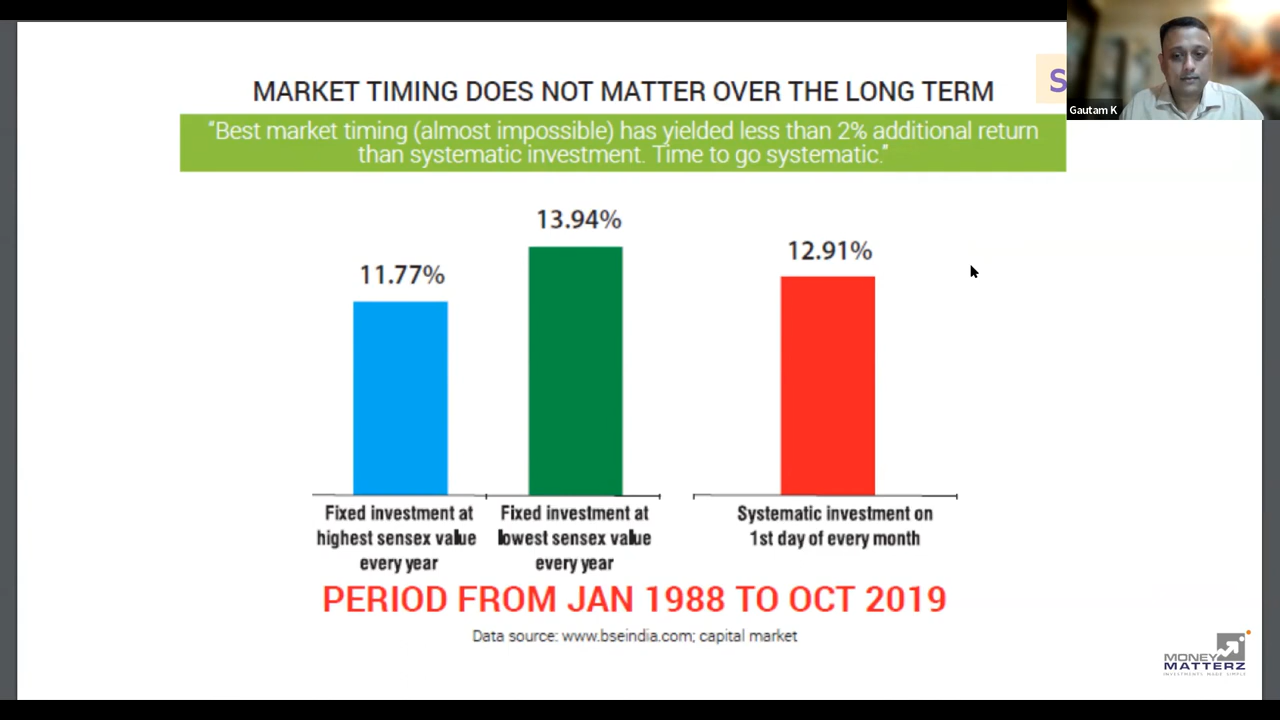 MARKET TIMING DOES NOT MATTER OVER THE LONG TERM
S
Gautam K
"Best market timing (almost impossible) has yielded less than 2% additional return
than systematic investment. Time to go systematic."
11.77%
13.94%
12.91%
Fixed investment at
highest sensex value
every year
Fixed investment at
lowest sensex value
every year
Systematic investment on
1st day of every month
PERIOD FROM JAN 1988 TO OCT 2019
Data source: www.bseindia.com; capital market
MONEY
MATTERZ
INVESTMENTS MADE SIMPLE